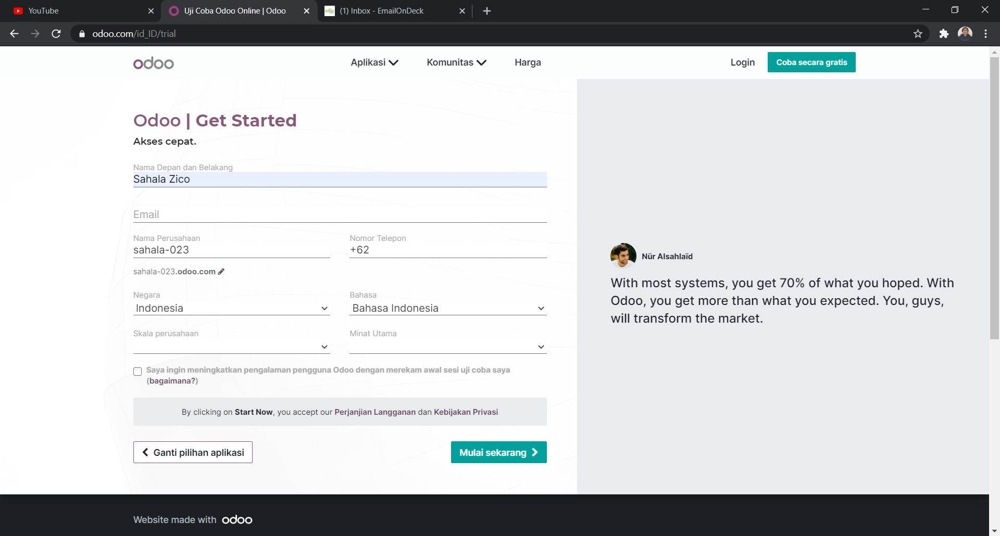 YouTube
Uji Coba Odoo Online | Odoo
(1) Inbox - EmailOnDeck
odoo.com/id_ID/trial
odoo
Aplikasi
Komunitas
Harga
Login
Coba secara gratis
Odoo | Get Started
Akses cepat.
Nama Depan dan Belakang
Sahala Zico
Email
Nama Perusahaan
sahala-023
Nomor Telepon
+62
sahala-023.odoo.com
Negara
Indonesia
Bahasa
Bahasa Indonesia
Skala perusahaan
Minat Utama
Saya ingin meningkatkan pengalaman pengguna Odoo dengan merekam awal sesi uji coba saya
(bagaimana?)
By clicking on Start Now, you accept our Perjanjian Langganan dan Kebijakan Privasi
Ganti pilihan aplikasi
Mulai sekarang
Nür Alsahlaïd
With most systems, you get 70% of what you hoped. With
Odoo, you get more than what you expected. You, guys,
will transform the market.
Website made with odoo